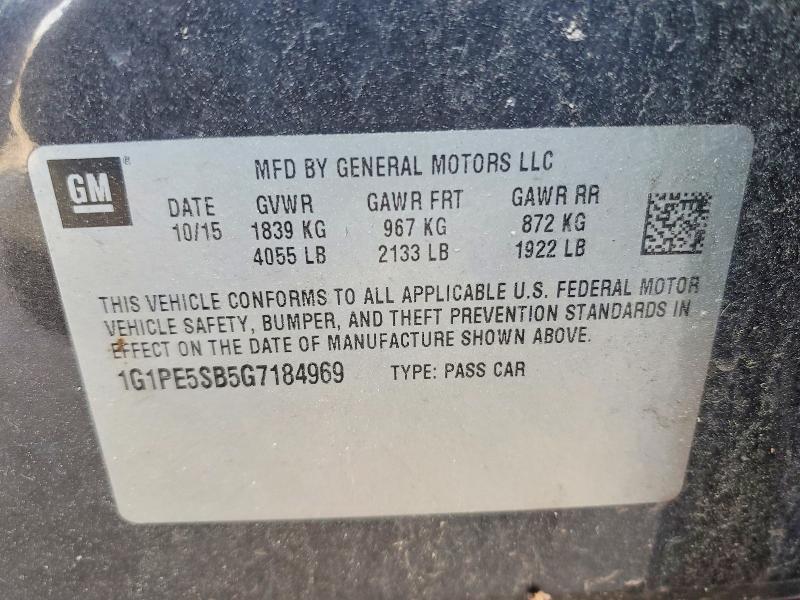 GM ®
MFD BY GENERAL MOTORS LLC
DATE GVWR GAWR FRT GAWR RR
10/15 1839 KG 967 KG 872 KG
4055 LB 2133 LB 1922 LB
THIS VEHICLE CONFORMS TO ALL APPLICABLE U.S. FEDERAL MOTOR
VEHICLE SAFETY, BUMPER, AND THEFT PREVENTION STANDARDS IN
EFFECT ON THE DATE OF MANUFACTURE SHOWN ABOVE.
1G1PE5SB5G7184969 TYPE: PASS CAR